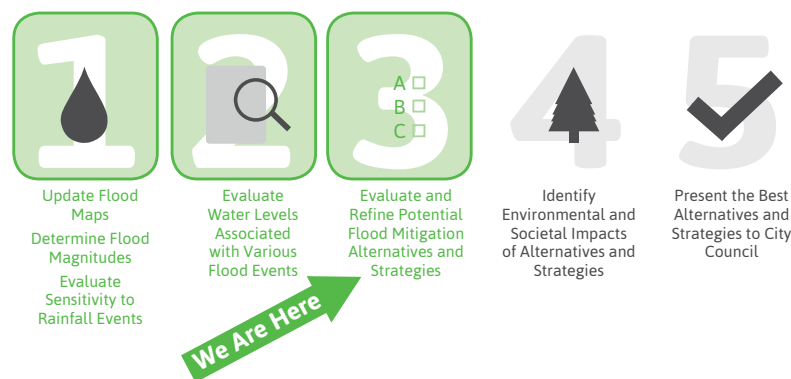 1
2
3
A
B
C
4
5
Update Flood
Maps
Determine Flood
Magnitudes
Evaluate
Sensitivity to
Rainfall Events
Evaluate
Water Levels
Associated
with Various
Flood Events
Evaluate and
Refine Potential
Flood Mitigation
Alternatives and
Strategies
Identify
Environmental and
Societal Impacts
of Alternatives and
Strategies
Present the Best
Alternatives and
Strategies to City
Council
We Are Here